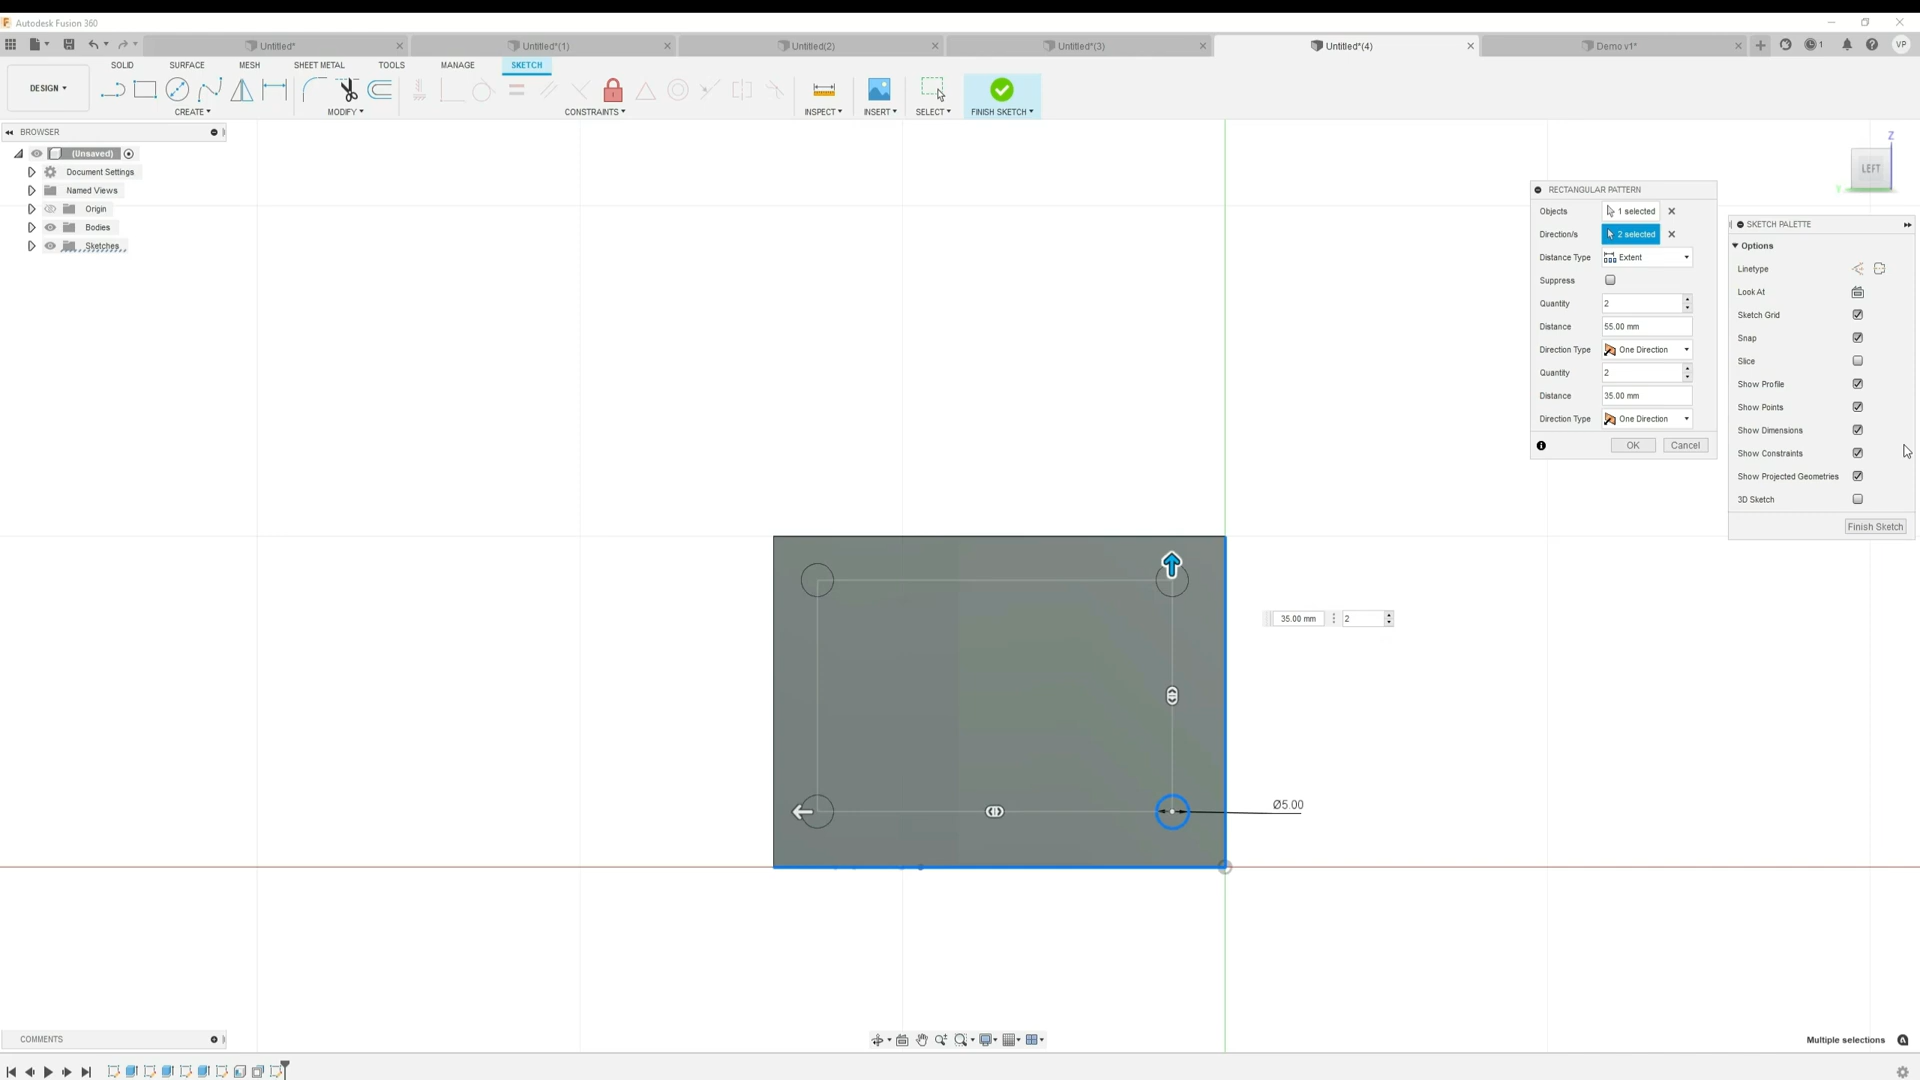 Autodesk Fusion 360
Untitled*
Untitled*(1)
Untitled(2)
Untitled*(3)
Untitled*(4)
Demo v1*
1
VP
DESIGN
SOLID
SURFACE
MESH
SHEET METAL
TOOLS
MANAGE
SKETCH
CREATE
MODIFY
CONSTRAINTS
INSPECT
INSERT
SELECT
FINISH SKETCH
BROWSER
(Unsaved)
Document Settings
Named Views
Origin
Bodies
Sketches
Z
LEFT
Y
RECTANGULAR PATTERN
Objects
1 selected
Direction/s
2 selected
Distance Type
Extent
Suppress
Quantity
2
Distance
55.00 mm
Direction Type
One Direction
Quantity
2
Distance
35.00 mm
Direction Type
One Direction
OK
Cancel
SKETCH PALETTE
Options
Linetype
Look At
Sketch Grid
Snap
Slice
Show Profile
Show Points
Show Dimensions
Show Constraints
Show Projected Geometries
3D Sketch
Finish Sketch
35.00 mm
2
Ø5.00
COMMENTS
Multiple selections